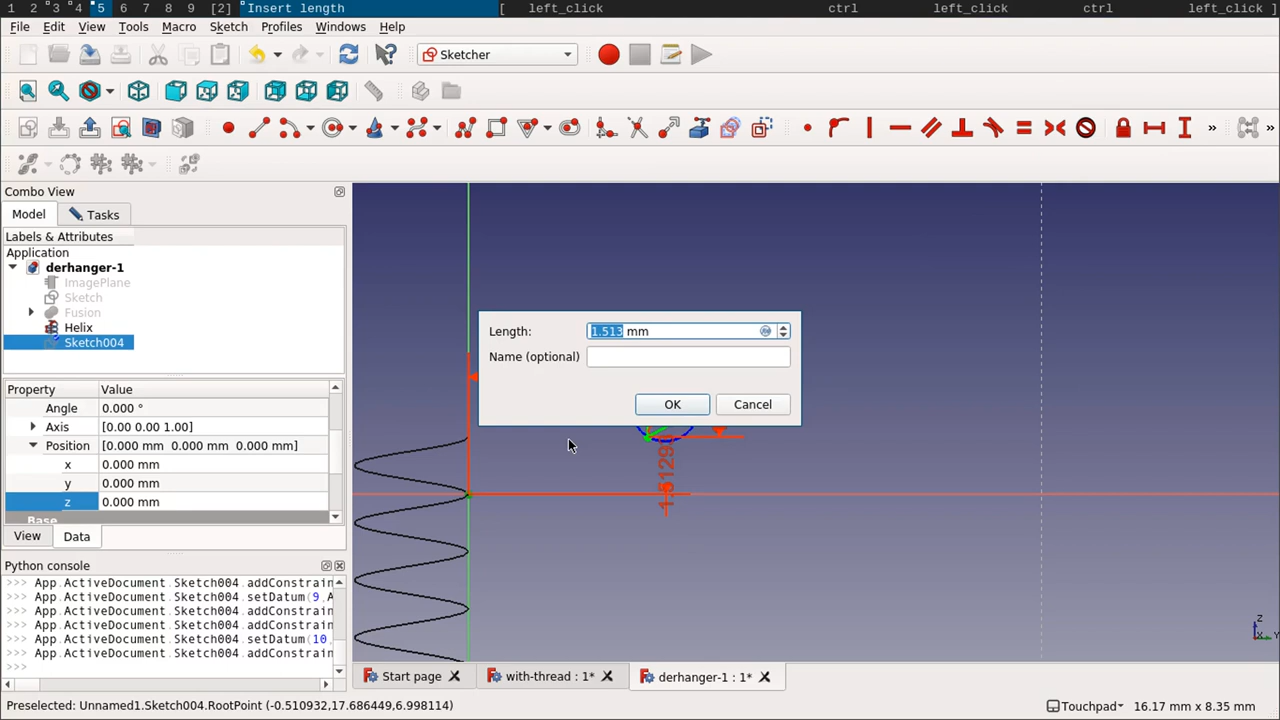 1 2 3 4 5 6 7 8 9 [2] Insert length [ left_click ctrl left_click ctrl left_click ]
File Edit View Tools Macro Sketch Profiles Windows Help
Sketcher
» »
Combo View
Model Tasks
Labels & Attributes
Application
derhanger-1
ImagePlane
Sketch
Fusion
Helix
Sketch004
Property Value
Angle 0.000 °
Axis [0.00 0.00 1.00]
Position [0.000 mm 0.000 mm 0.000 mm]
x 0.000 mm
y 0.000 mm
z 0.000 mm
Base
View Data
Python console
>>> App.ActiveDocument.Sketch004.addConstrain
>>> App.ActiveDocument.Sketch004.setDatum(9,A
>>> App.ActiveDocument.Sketch004.addConstrain
>>> App.ActiveDocument.Sketch004.addConstrain
>>> App.ActiveDocument.Sketch004.setDatum(10,
>>> App.ActiveDocument.Sketch004.addConstrain
>>>
Length: 1.513 mm
Name (optional)
OK Cancel
Z
X Y
Start page with-thread : 1* derhanger-1 : 1*
Preselected: Unnamed1.Sketch004.RootPoint (-0.510932,17.686449,6.998114) Touchpad 16.17 mm x 8.35 mm